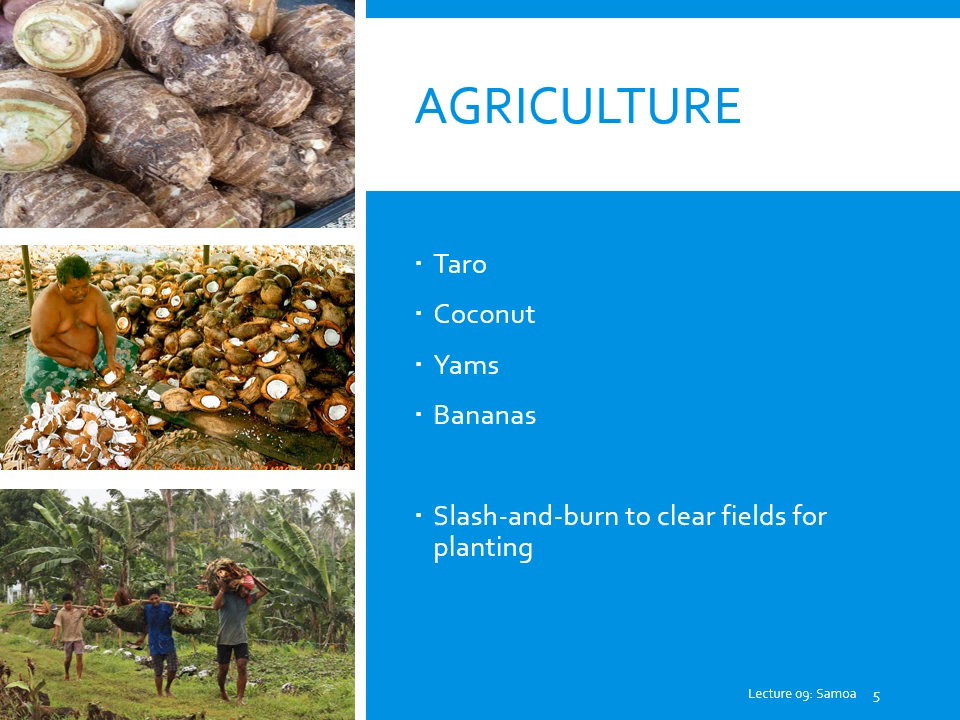 AGRICULTURE
▪ Taro
▪ Coconut
▪ Yams
▪ Bananas
▪ Slash-and-burn to clear fields for
planting
Lecture 09: Samoa 5